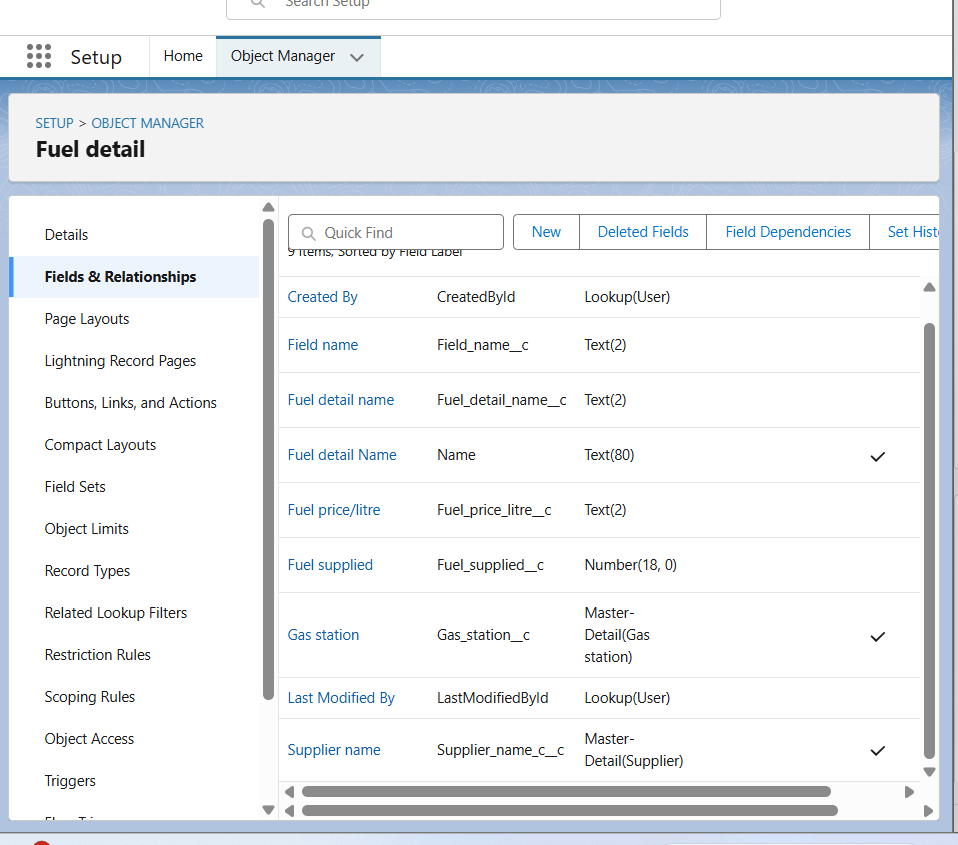 Search Setup
Setup
Home
Object Manager
SETUP > OBJECT MANAGER
Fuel detail
Details
Fields & Relationships
Page Layouts
Lightning Record Pages
Buttons, Links, and Actions
Compact Layouts
Field Sets
Object Limits
Record Types
Related Lookup Filters
Restriction Rules
Scoping Rules
Object Access
Triggers
Quick Find
New
Deleted Fields
Field Dependencies
Set Hist
9 Items, Sorted by Field Label
Created By CreatedById Lookup(User)
Field name Field_name__c Text(2)
Fuel detail name Fuel_detail_name__c Text(2)
Fuel detail Name Name Text(80)
Fuel price/litre Fuel_price_litre__c Text(2)
Fuel supplied Fuel_supplied__c Number(18, 0)
Gas station Gas_station__c Master-
Detail(Gas
station)
Last Modified By LastModifiedById Lookup(User)
Supplier name Supplier_name_c__c Master-
Detail(Supplier)